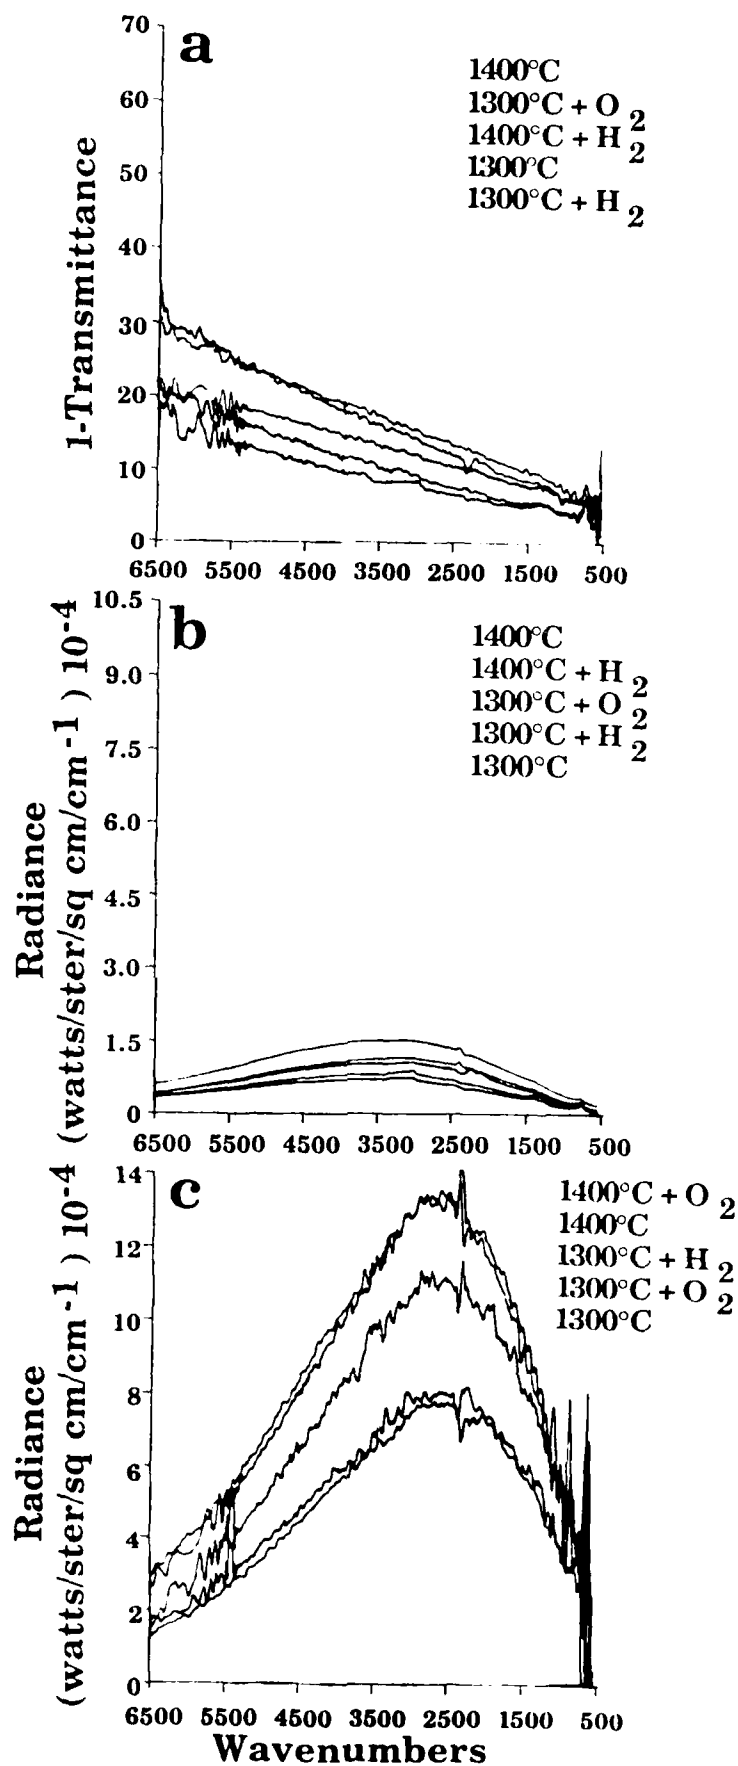 70
a
60
50
40
30
20
10
0
1-Transmittance
1400°C
1300°C + O2
1400°C + H2
1300°C
1300°C + H2
6500 5500 4500 3500 2500 1500 500
10.5
b
9.0
7.5
6.0
4.5
3.0
1.5
0
Radiance
(watts/ster/sq cm/cm-1) 10-4
1400°C
1400°C + H2
1300°C + O2
1300°C + H2
1300°C
6500 5500 4500 3500 2500 1500 500
14
c
12
10
8
6
4
2
0
Radiance
(watts/ster/sq cm/cm-1) 10-4
1400°C + O2
1400°C
1300°C + H2
1300°C + O2
1300°C
6500 5500 4500 3500 2500 1500 500
Wavenumbers